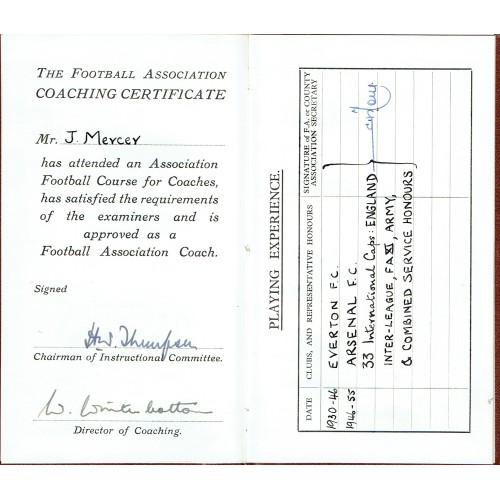 THE FOOTBALL ASSOCIATION
COACHING CERTIFICATE
Mr. J. Mercer
has attended an Association
Football Course for Coaches,
has satisfied the requirements
of the examiners and is
approved as a
Football Association Coach.
Signed
H.W. Thompson
Chairman of Instructional Committee.
W. Winterbottom
Director of Coaching.
PLAYING EXPERIENCE.
DATE CLUBS, AND REPRESENTATIVE HONOURS SIGNATURE of F.A. or COUNTY
ASSOCIATION SECRETARY
1930-46 EVERTON F.C.
1946-55 ARSENAL F.C.
33 International Caps: ENGLAND
INTER-LEAGUE, FA XI, ARMY,
& COMBINED SERVICE HONOURS